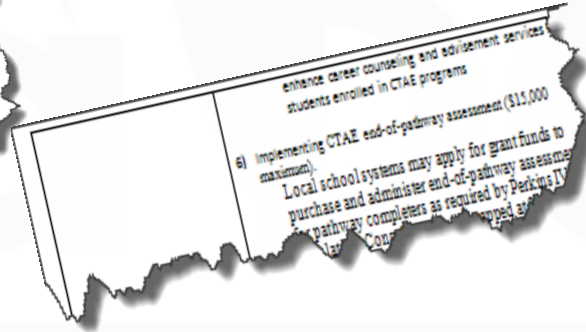 enhance career counseling and advisement services
students enrolled in CTAE programs
6) Implementing CTAE end-of-pathway assessment ($15,000
maximum).
Local school systems may apply for grant funds to
purchase and administer end-of-pathway
pathway completers as required by Perkins IV